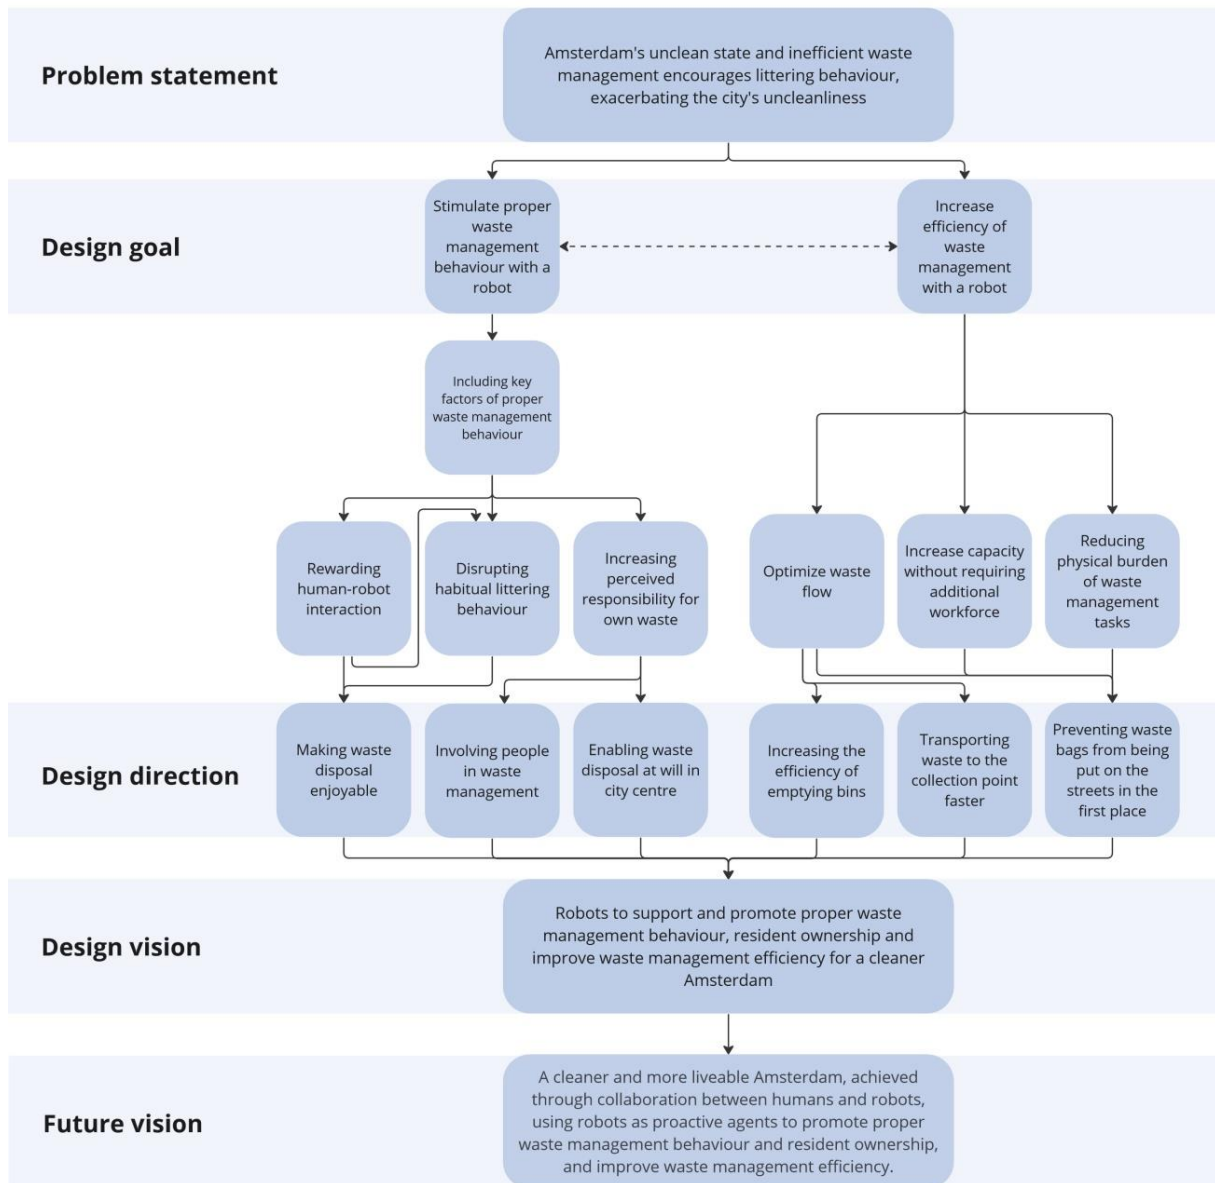 Problem statement
Amsterdam's unclean state and inefficient waste
management encourages littering behaviour,
exacerbating the city's uncleanliness
Design goal
Stimulate proper
waste
management
behaviour with a
robot
Increase
efficiency of
waste
management
with a robot
Including key
factors of proper
waste management
behaviour
Rewarding
human-robot
interaction
Disrupting
habitual littering
behaviour
Increasing
perceived
responsibility for
own waste
Optimize waste
flow
Increase capacity
without requiring
additional
workforce
Reducing
physical burden
of waste
management
tasks
Design direction
Making waste
disposal
enjoyable
Involving people
in waste
management
Enabling waste
disposal at will in
city centre
Increasing the
efficiency of
emptying bins
Transporting
waste to the
collection point
faster
Preventing waste
bags from being
put on the
streets in the
first place
Design vision
Robots to support and promote proper waste
management behaviour, resident ownership and
improve waste management efficiency for a cleaner
Amsterdam
Future vision
A cleaner and more liveable Amsterdam, achieved
through collaboration between humans and robots,
using robots as proactive agents to promote proper
waste management behaviour and resident ownership,
and improve waste management efficiency.